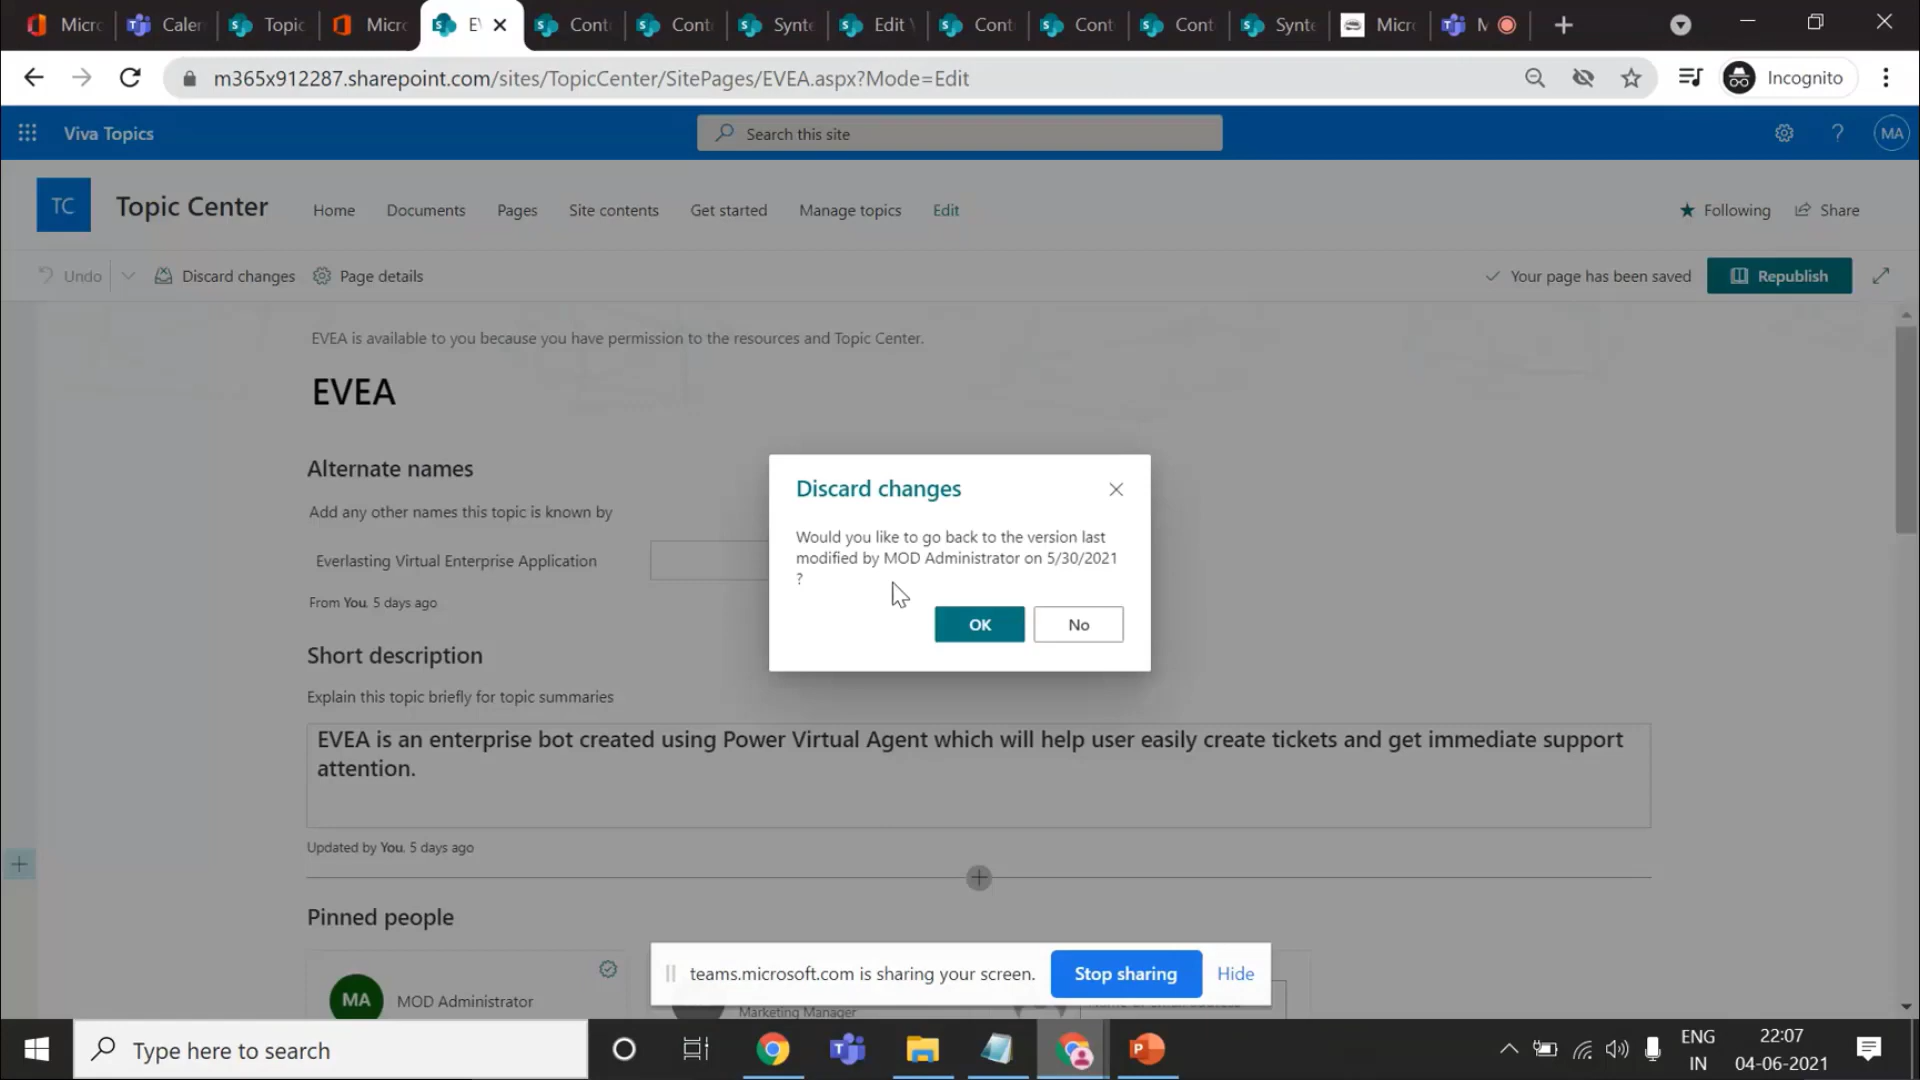 Micr
Caler
Topic
Micr
E
Cont
Cont
Synte
Edit
Cont
Cont
Cont
Synte
Micr
M
m365x912287.sharepoint.com/sites/TopicCenter/SitePages/EVEA.aspx?Mode=Edit
Incognito
Viva Topics
Search this site
MA
TC
Topic Center
Home
Documents
Pages
Site contents
Get started
Manage topics
Edit
Following
Share
Undo
Discard changes
Page details
Your page has been saved
Republish
EVEA is available to you because you have permission to the resources and Topic Center.
EVEA
Alternate names
Add any other names this topic is known by
Everlasting Virtual Enterprise Application
From You. 5 days ago
Discard changes
Would you like to go back to the version last
modified by MOD Administrator on 5/30/2021
?
OK
No
Short description
Explain this topic briefly for topic summaries
EVEA is an enterprise bot created using Power Virtual Agent which will help user easily create tickets and get immediate support
attention.
Updated by You. 5 days ago
Pinned people
MA
MOD Administrator
Marketing Manager
teams.microsoft.com is sharing your screen.
Stop sharing
Hide
Type here to search
ENG
IN
22:07
04-06-2021